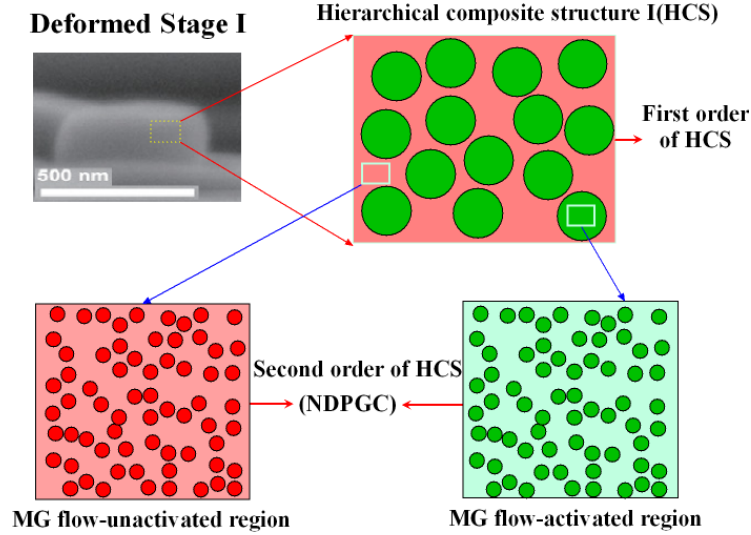 Deformed Stage I
Hierarchical composite structure I(HCS)
500 nm
First order
of HCS
Second order of HCS
(NDPGC)
MG flow-unactivated region
MG flow-activated region